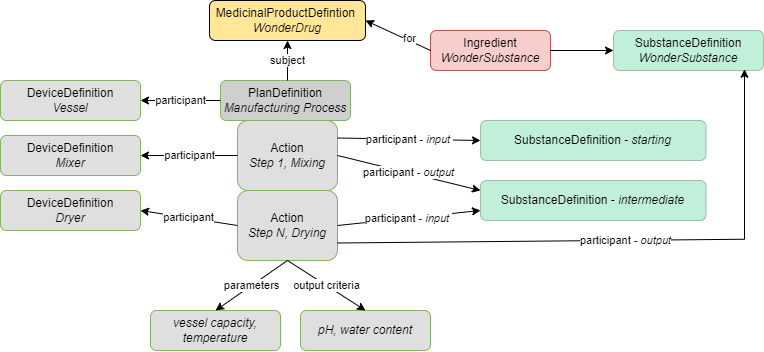 MedicinalProductDefintion
WonderDrug
for
Ingredient
WonderSubstance
SubstanceDefinition
WonderSubstance
subject
DeviceDefinition
Vessel
participant
PlanDefinition
Manufacturing Process
DeviceDefinition
Mixer
participant
Action
Step 1, Mixing
participant - input
SubstanceDefinition - starting
participant - output
DeviceDefinition
Dryer
participant
Action
Step N, Drying
participant - input
SubstanceDefinition - intermediate
participant - output
parameters
output criteria
vessel capacity,
temperature
pH, water content